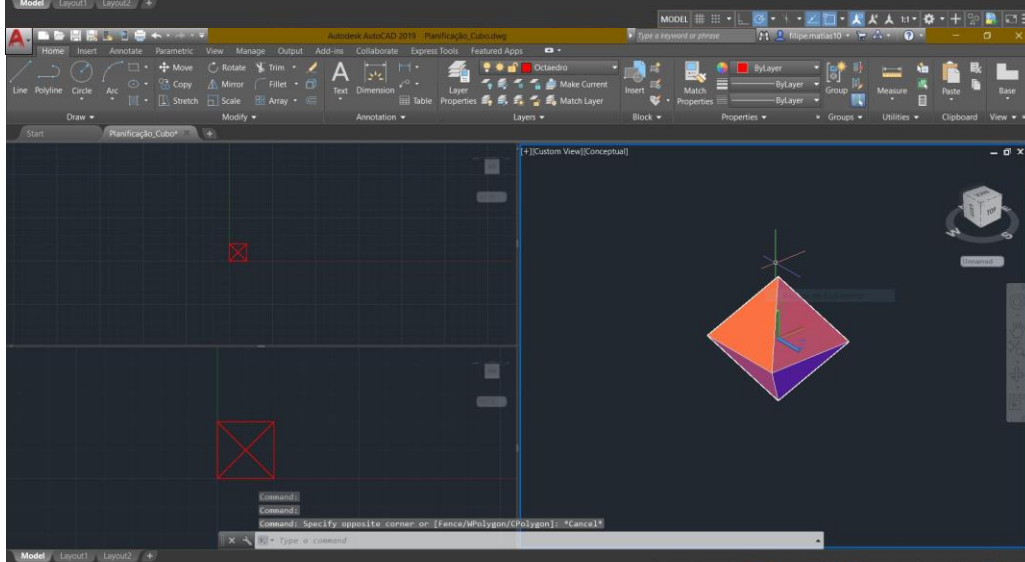 Model Layout1 Layout2 +
MODEL 1:1
Autodesk AutoCAD 2019 Planificação_Cubo.dwg Type a keyword or phrase filipe.matias10
Home Insert Annotate Parametric View Manage Output Add-ins Collaborate Express Tools Featured Apps
Line Polyline Circle Arc
Move Rotate Trim
Copy Mirror Fillet
Stretch Scale Array
Text Dimension Table
Layer Properties
Octaedro
Make Current
Match Layer
Insert
Match Properties
ByLayer
ByLayer
ByLayer
Group Measure Paste Base
Draw Modify Annotation Layers Block Properties Groups Utilities Clipboard View
Start Planificação_Cubo* +
[+][Custom View][Conceptual]
TOP
W S
Unnamed
Command:
Command:
Command: Specify opposite corner or [Fence/WPolygon/CPolygon]: *Cancel*
Type a command
Model Layout1 Layout2 +